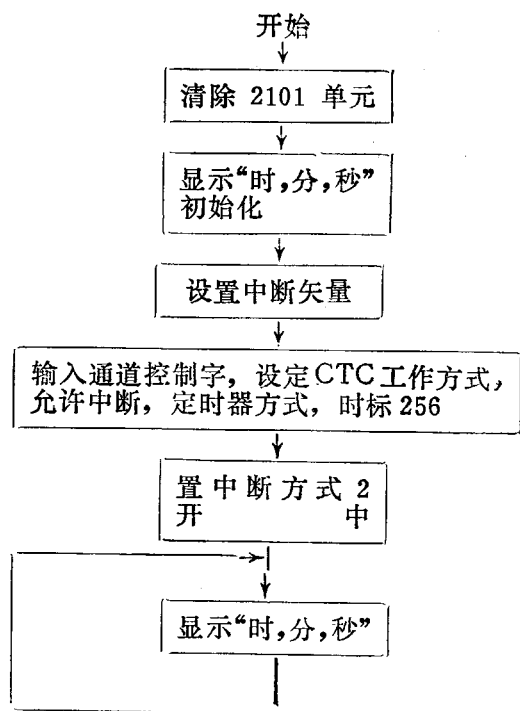 开始
清除 2101 单元
显示“时,分,秒”
初始化
设置中断矢量
输入通道控制字，设定CTC工作方式，
允许中断，定时器方式，时标256
置中断方式2
开 中
显示“时,分,秒”